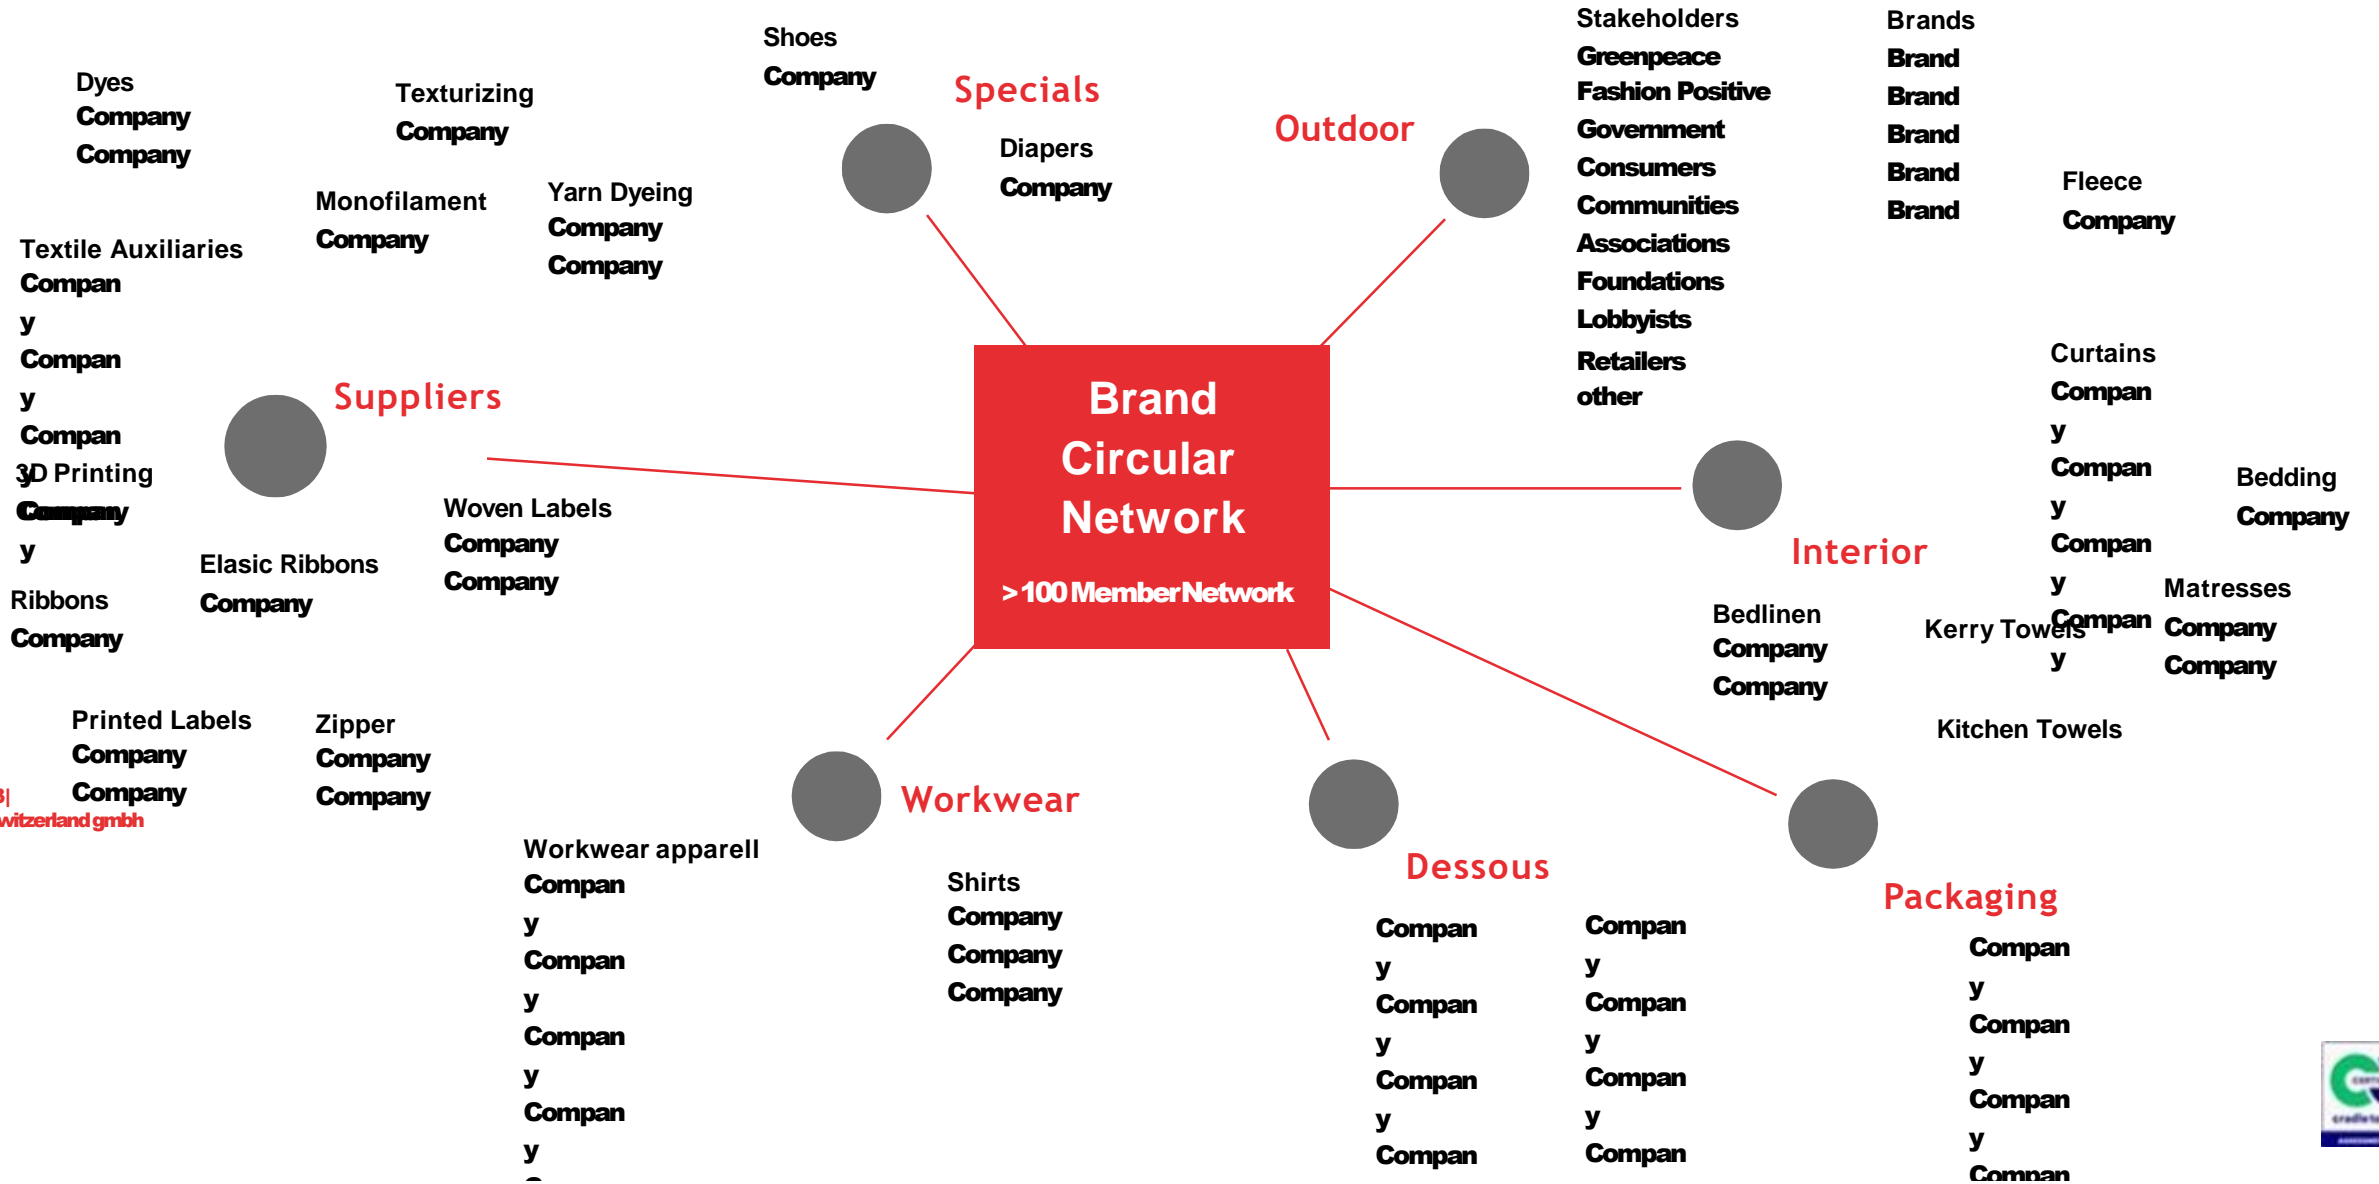 Shoes
Company
Specials
Diapers
Company
Dyes
Company
Company
Texturizing
Company
Monofilament
Company
Yarn Dyeing
Company
Company
Textile Auxiliaries
Compan
y
Compan
y
Compan
y
Compan
y
3D Printing
Company
Suppliers
Woven Labels
Company
Company
Elasic Ribbons
Company
Ribbons
Company
Printed Labels
Company
Company
Zipper
Company
Company
witzerland gmbh
Outdoor
Stakeholders
Greenpeace
Fashion Positive
Government
Consumers
Communities
Associations
Foundations
Lobbyists
Retailers
other
Brands
Brand
Brand
Brand
Brand
Brand
Fleece
Company
Brand
Circular
Network
> 100 Member Network
Curtains
Compan
y
Compan
y
Compan
y
Compan
y
Bedding
Company
Interior
Matresses
Company
Company
Bedlinen
Company
Company
Kerry Towels
Kitchen Towels
Workwear
Workwear apparell
Compan
y
Compan
y
Compan
y
Compan
y
Shirts
Company
Company
Company
Dessous
Compan
y
Compan
y
Compan
y
Compan
Compan
y
Compan
y
Compan
y
Compan
Packaging
Compan
y
Compan
y
Compan
y
Compan